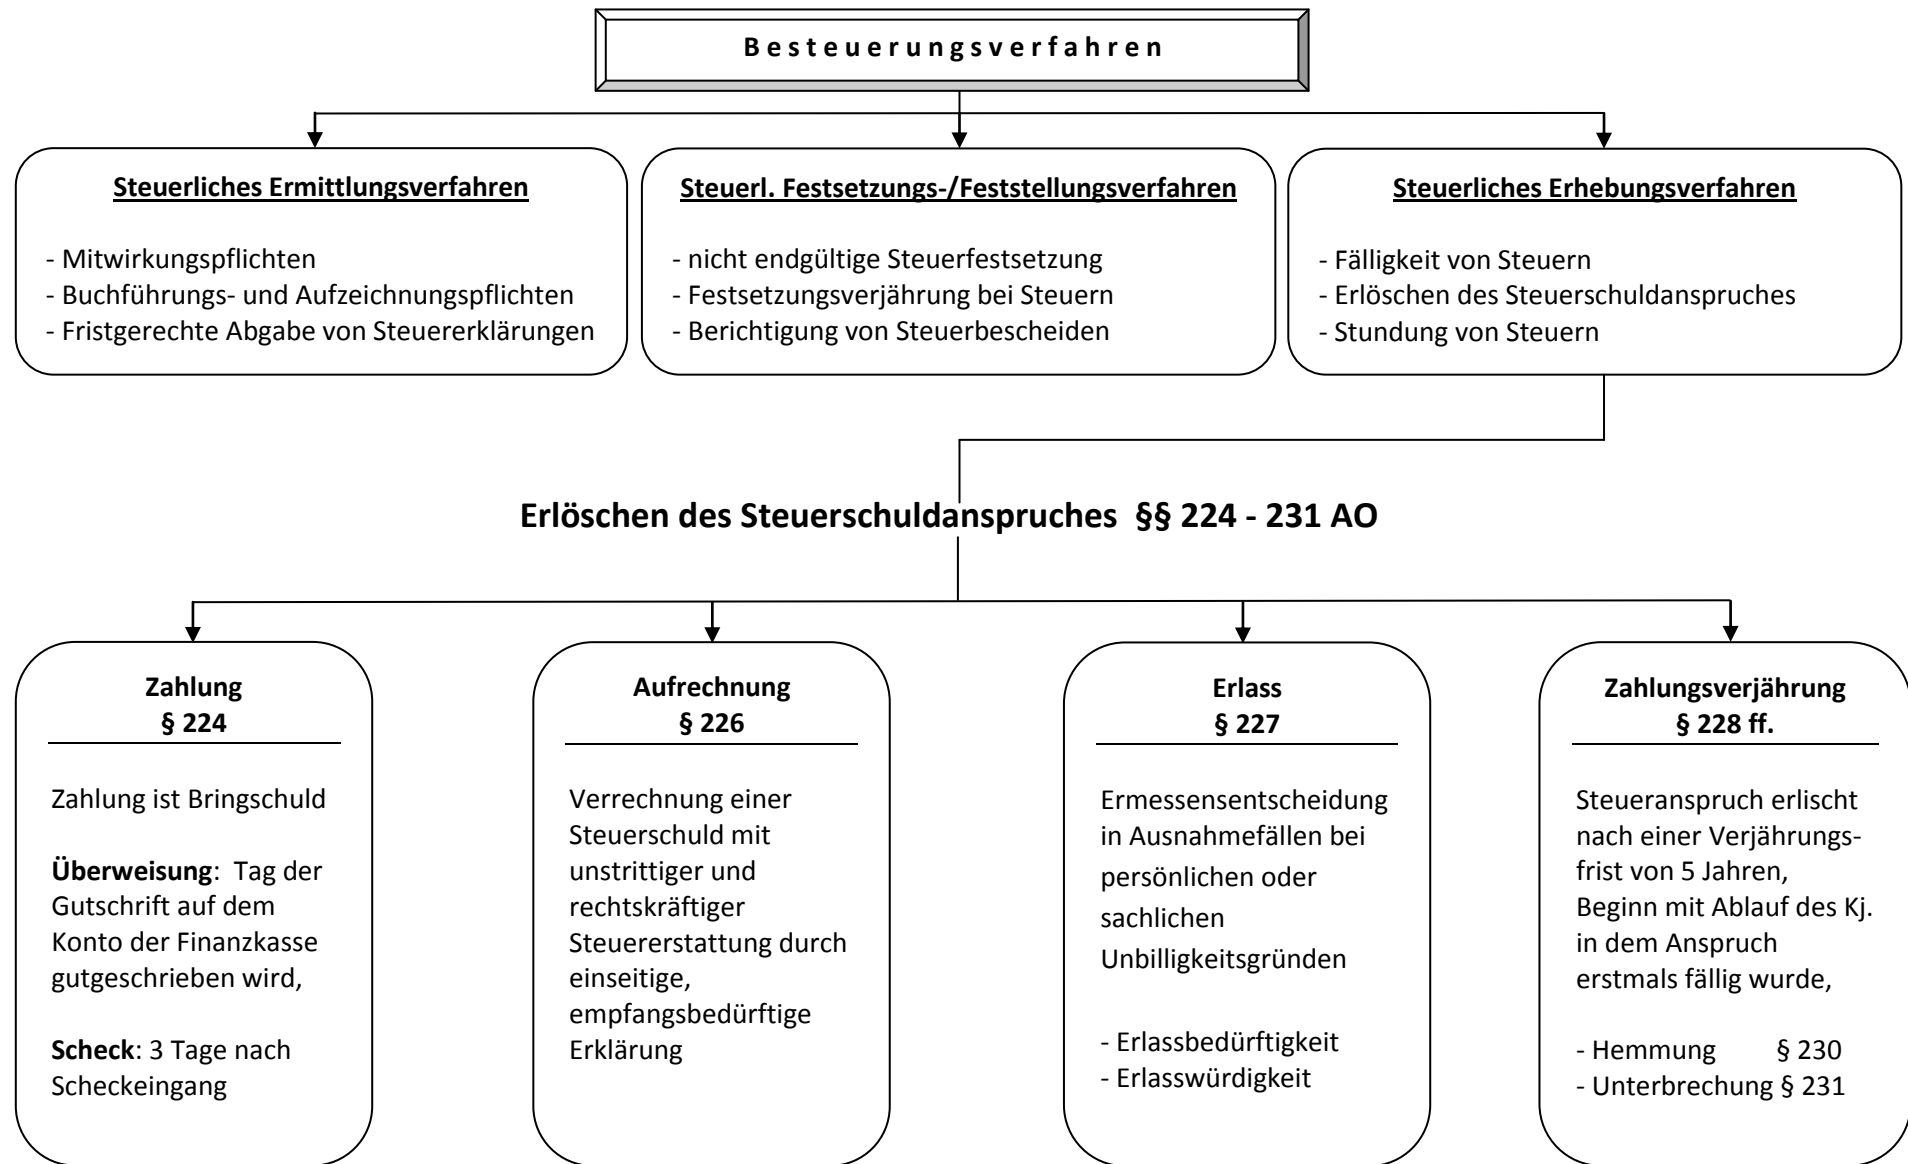 Besteuerungsverfahren
Steuerliches Ermittlungsverfahren
- Mitwirkungspflichten
- Buchführungs- und Aufzeichnungspflichten
- Fristgerechte Abgabe von Steuererklärungen
Steuerl. Festsetzungs-/Feststellungsverfahren
- nicht endgültige Steuerfestsetzung
- Festsetzungsverjährung bei Steuern
- Berichtigung von Steuerbescheiden
Steuerliches Erhebungsverfahren
- Fälligkeit von Steuern
- Erlöschen des Steuerschuldanspruches
- Stundung von Steuern
Erlöschen des Steuerschuldanspruches §§ 224 - 231 AO
Zahlung
§ 224
Zahlung ist Bringschuld
Überweisung: Tag der
Gutschrift auf dem
Konto der Finanzkasse
gutgeschrieben wird,
Scheck: 3 Tage nach
Scheckeingang
Aufrechnung
§ 226
Verrechnung einer
Steuerschuld mit
unstrittiger und
rechtskräftiger
Steuererstattung durch
einseitige,
empfangsbedürftige
Erklärung
Erlass
§ 227
Ermessensentscheidung
in Ausnahmefällen bei
persönlichen oder
sachlichen
Unbilligkeitsgründen
- Erlassbedürftigkeit
- Erlasswürdigkeit
Zahlungsverjährung
§ 228 ff.
Steueranspruch erlischt
nach einer Verjährungs-
frist von 5 Jahren,
Beginn mit Ablauf des Kj.
in dem Anspruch
erstmals fällig wurde,
- Hemmung § 230
- Unterbrechung § 231